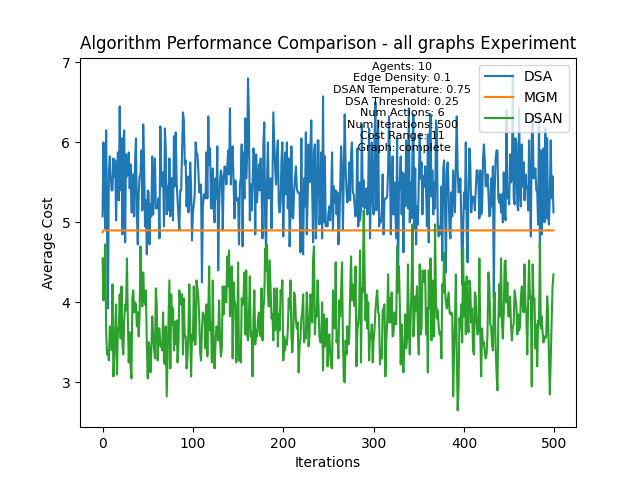 Algorithm Performance Comparison - all graphs Experiment
Agents: 10
Edge Density: 0.1
DSAN Temperature: 0.75
DSA Threshold: 0.25
Num Actions: 6
Num Iterations: 500
Cost Range: 11
Graph: complete
DSA
MGM
DSAN
7
6
5
4
3
Average Cost
0
100
200
300
400
500
Iterations